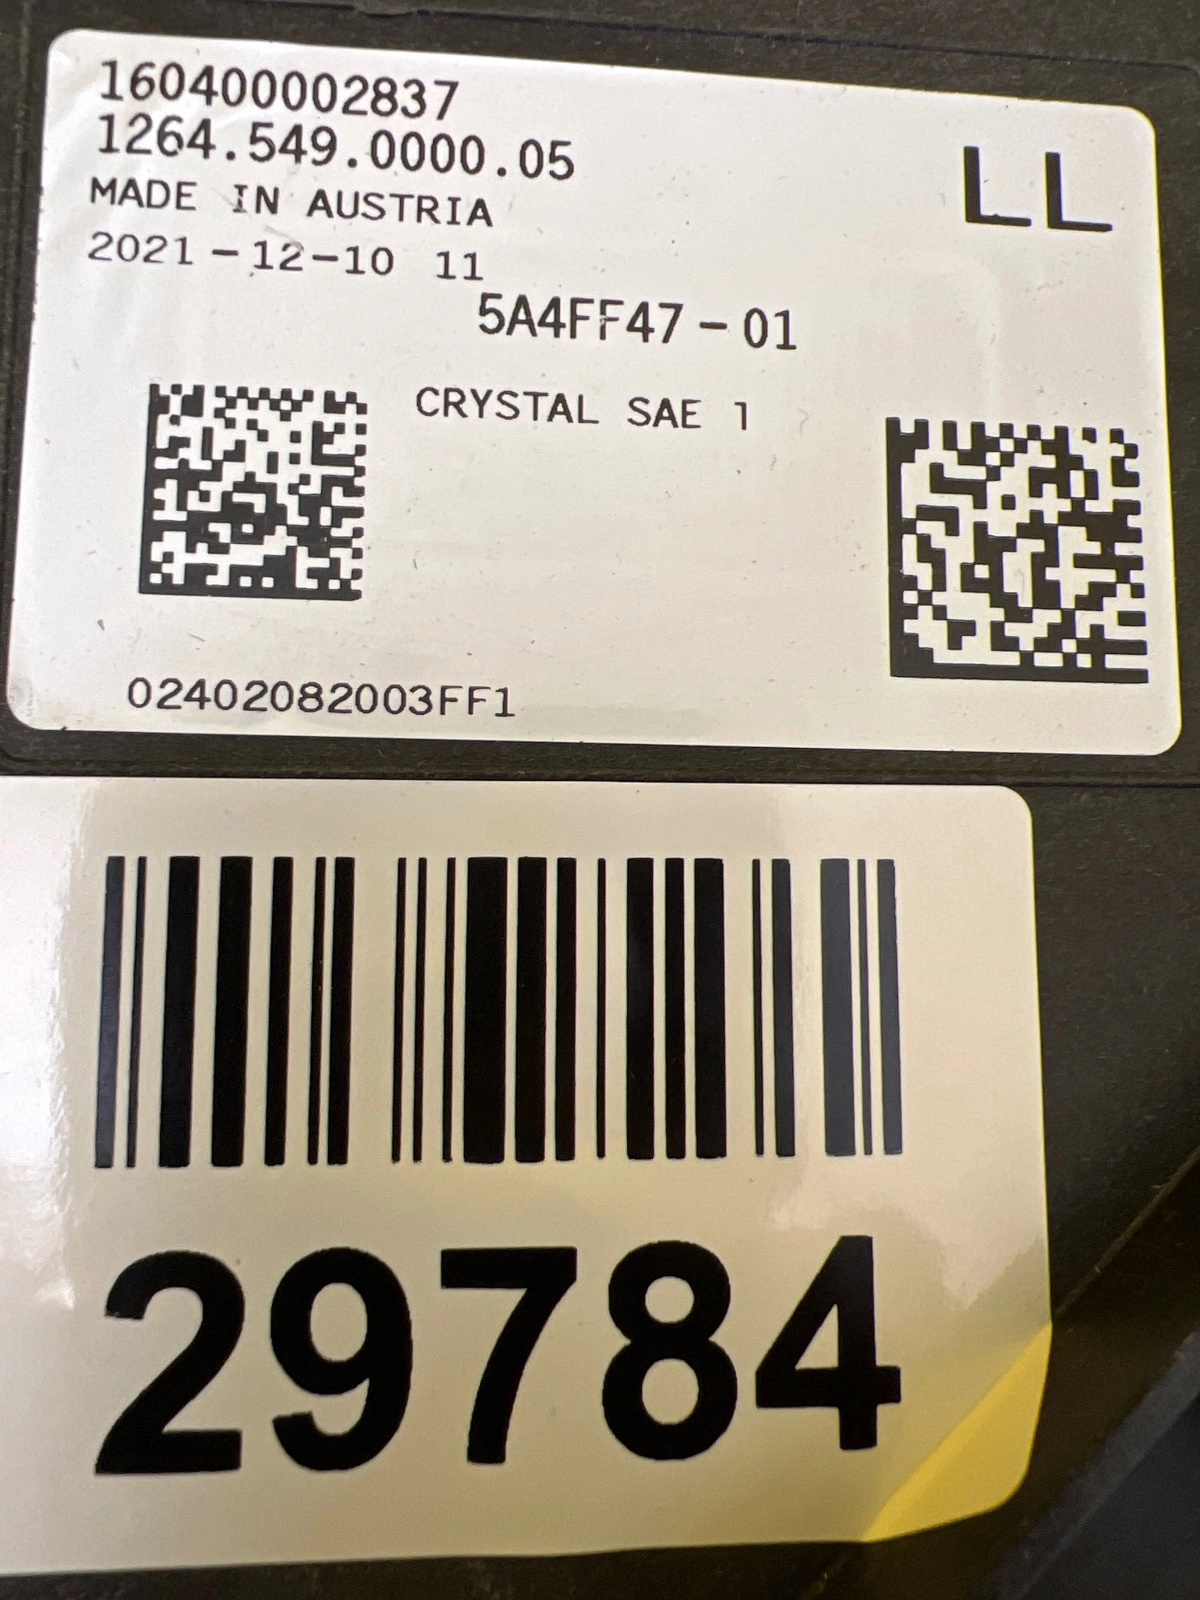 160400002837
1264.549.0000.05
LL
MADE IN AUSTRIA
2021-12-10 11
5A4FF47-01
CRYSTAL SAE 1
02402082003FF1
29784